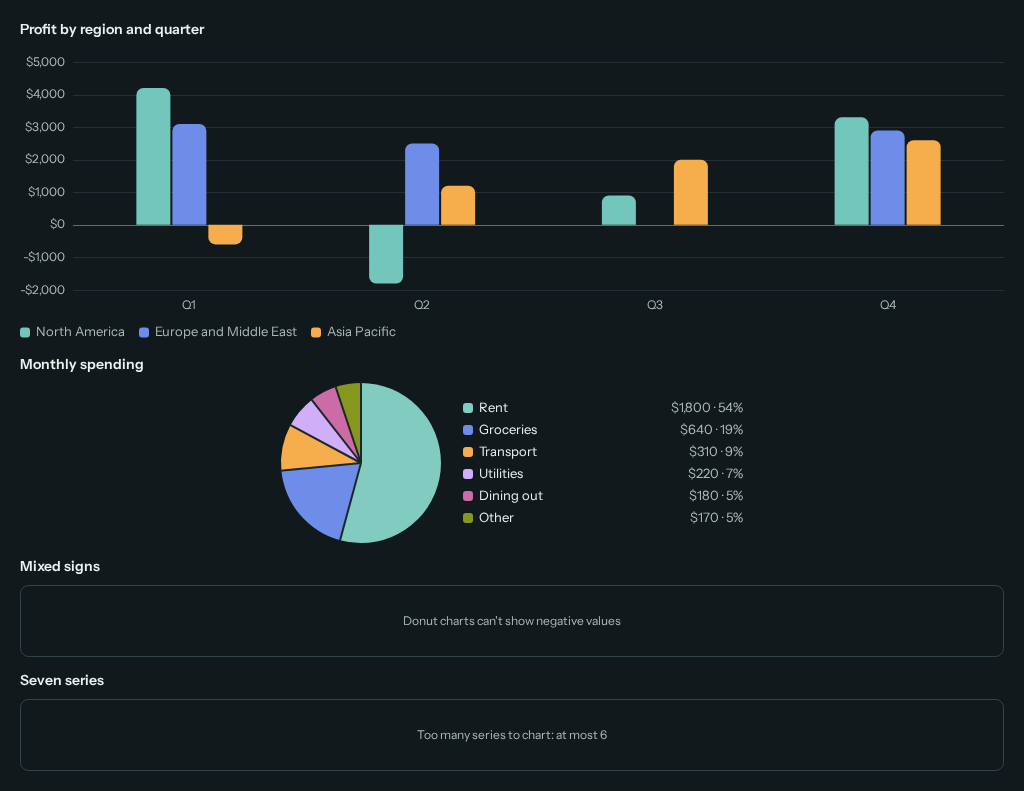 Profit by region and quarter
$5,000
$4,000
$3,000
$2,000
$1,000
$0
-$1,000
-$2,000
Q1 Q2 Q3 Q4
North America Europe and Middle East Asia Pacific
Monthly spending
Rent $1,800 · 54%
Groceries $640 · 19%
Transport $310 · 9%
Utilities $220 · 7%
Dining out $180 · 5%
Other $170 · 5%
Mixed signs
Donut charts can't show negative values
Seven series
Too many series to chart: at most 6